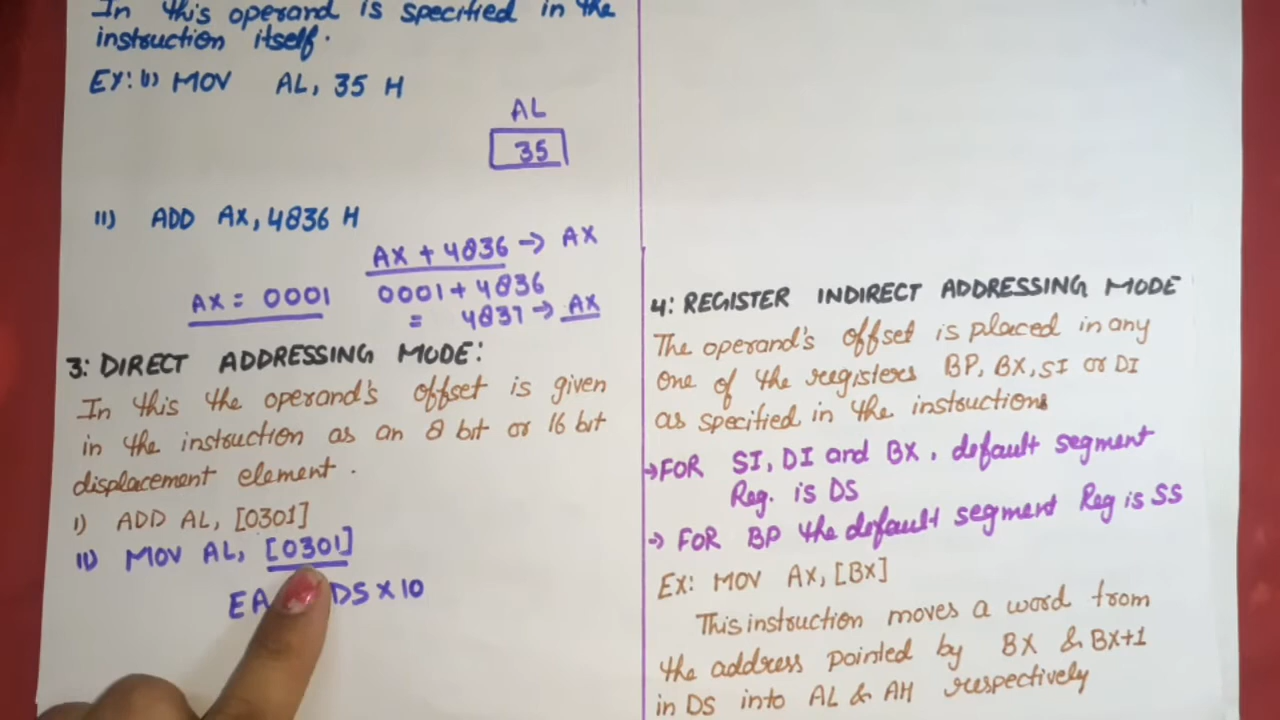 In this operand is specified in the
instruction itself.
Ex: i) MOV AL, 35 H
AL
35
ii) ADD AX, 4836 H
AX + 4836 → AX
AX = 0001 0001 + 4836
= 4837 → AX
3: DIRECT ADDRESSING MODE:
In this the operand's offset is given
in the instruction as an 8 bit or 16 bit
displacement element.
i) ADD AL, [0301]
ii) MOV AL, [0301]
EA DS × 10
4: REGISTER INDIRECT ADDRESSING MODE
The operand's offset is placed in any
one of the registers BP, BX, SI or DI
as specified in the instructions
→ FOR SI, DI and BX, default segment
Reg. is DS
→ FOR BP the default segment Reg is SS
Ex: MOV AX, [BX]
This instruction moves a word from
the address pointed by BX & BX+1
in DS into AL & AH respectively